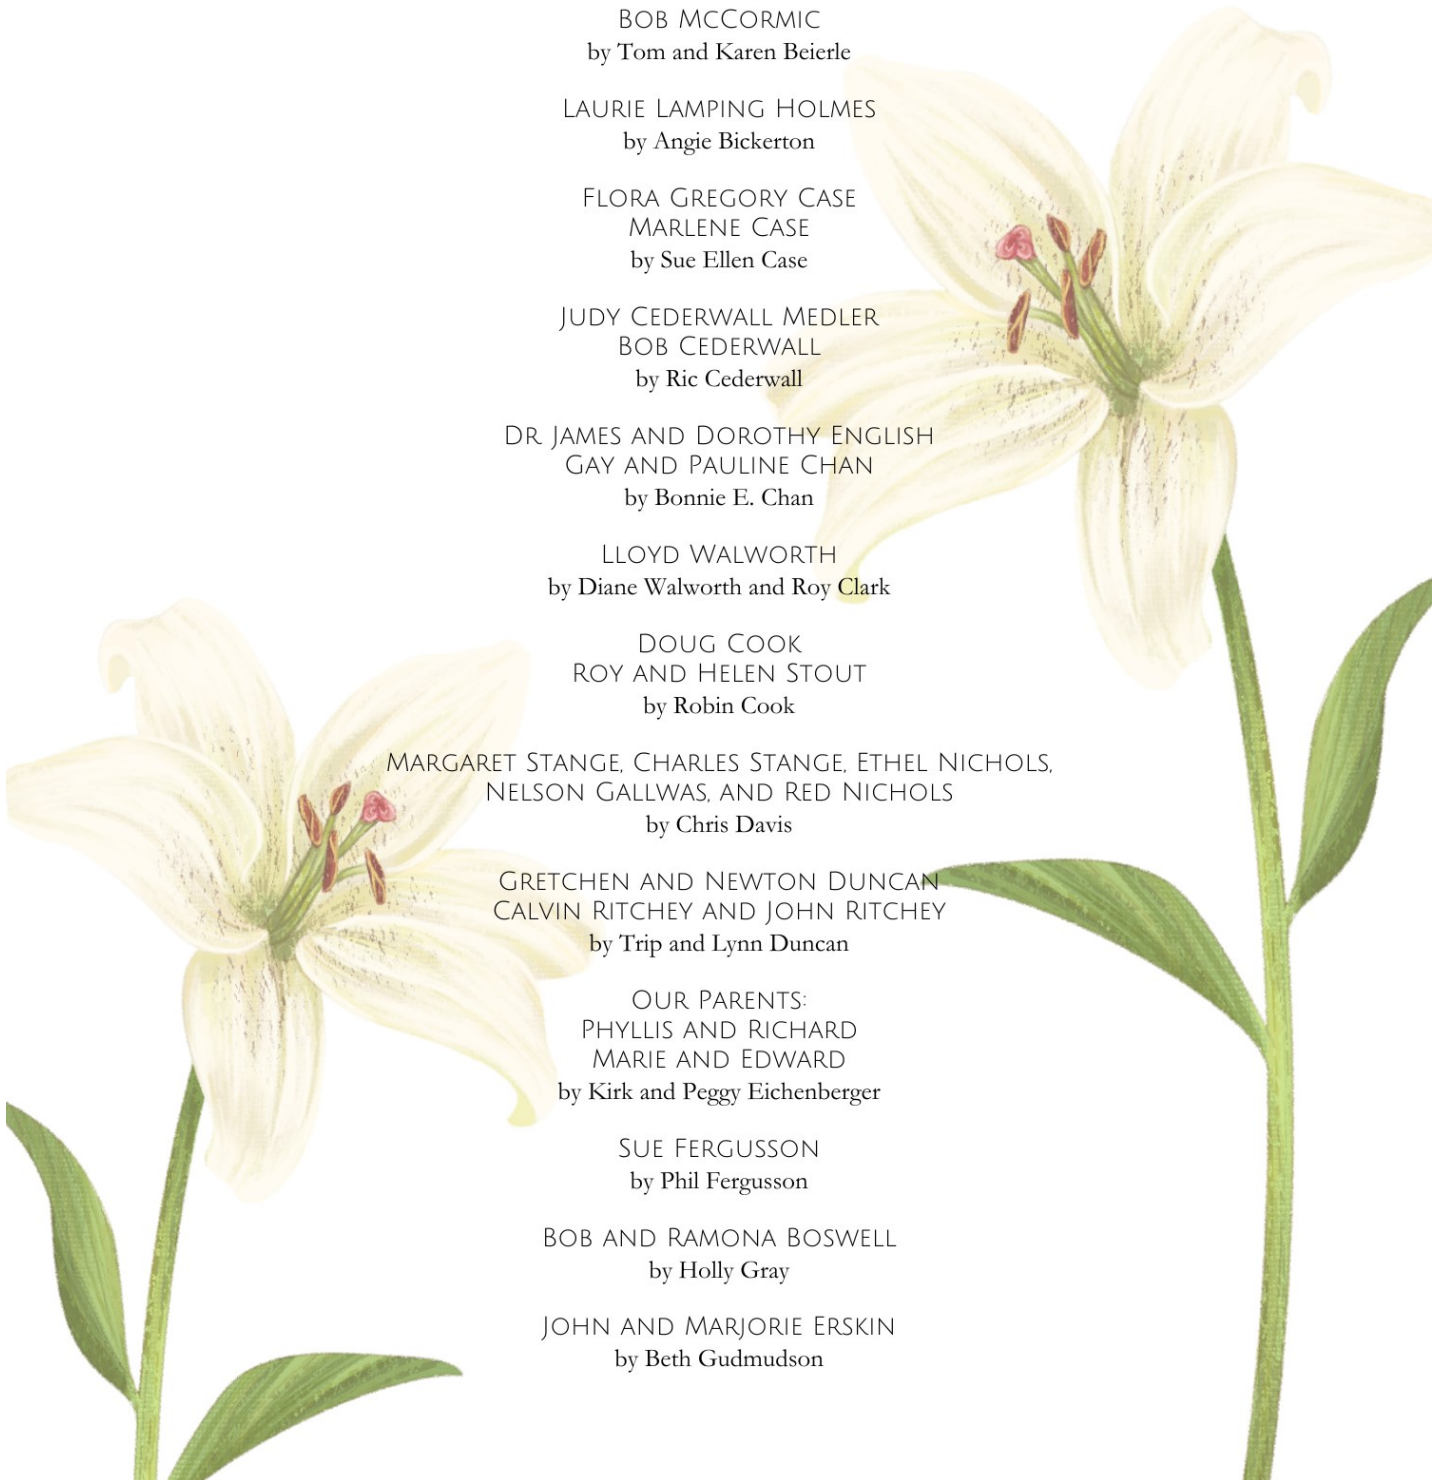 Bob McCormic
by Tom and Karen Beierle
Laurie Lamping Holmes
by Angie Bickerton
Flora Gregory Case
Marlene Case
by Sue Ellen Case
Judy Cederwall Medler
Bob Cederwall
by Ric Cederwall
Dr. James and Dorothy English
Gay and Pauline Chan
by Bonnie E. Chan
Lloyd Walworth
by Diane Walworth and Roy Clark
Doug Cook
Roy and Helen Stout
by Robin Cook
Margaret Stange, Charles Stange, Ethel Nichols,
Nelson Gallwas, and Red Nichols
by Chris Davis
Gretchen and Newton Duncan
Calvin Ritchey and John Ritchey
by Trip and Lynn Duncan
Our Parents:
Phyllis and Richard
Marie and Edward
by Kirk and Peggy Eichenberger
Sue Fergusson
by Phil Fergusson
Bob and Ramona Boswell
by Holly Gray
John and Marjorie Erskin
by Beth Gudmudson